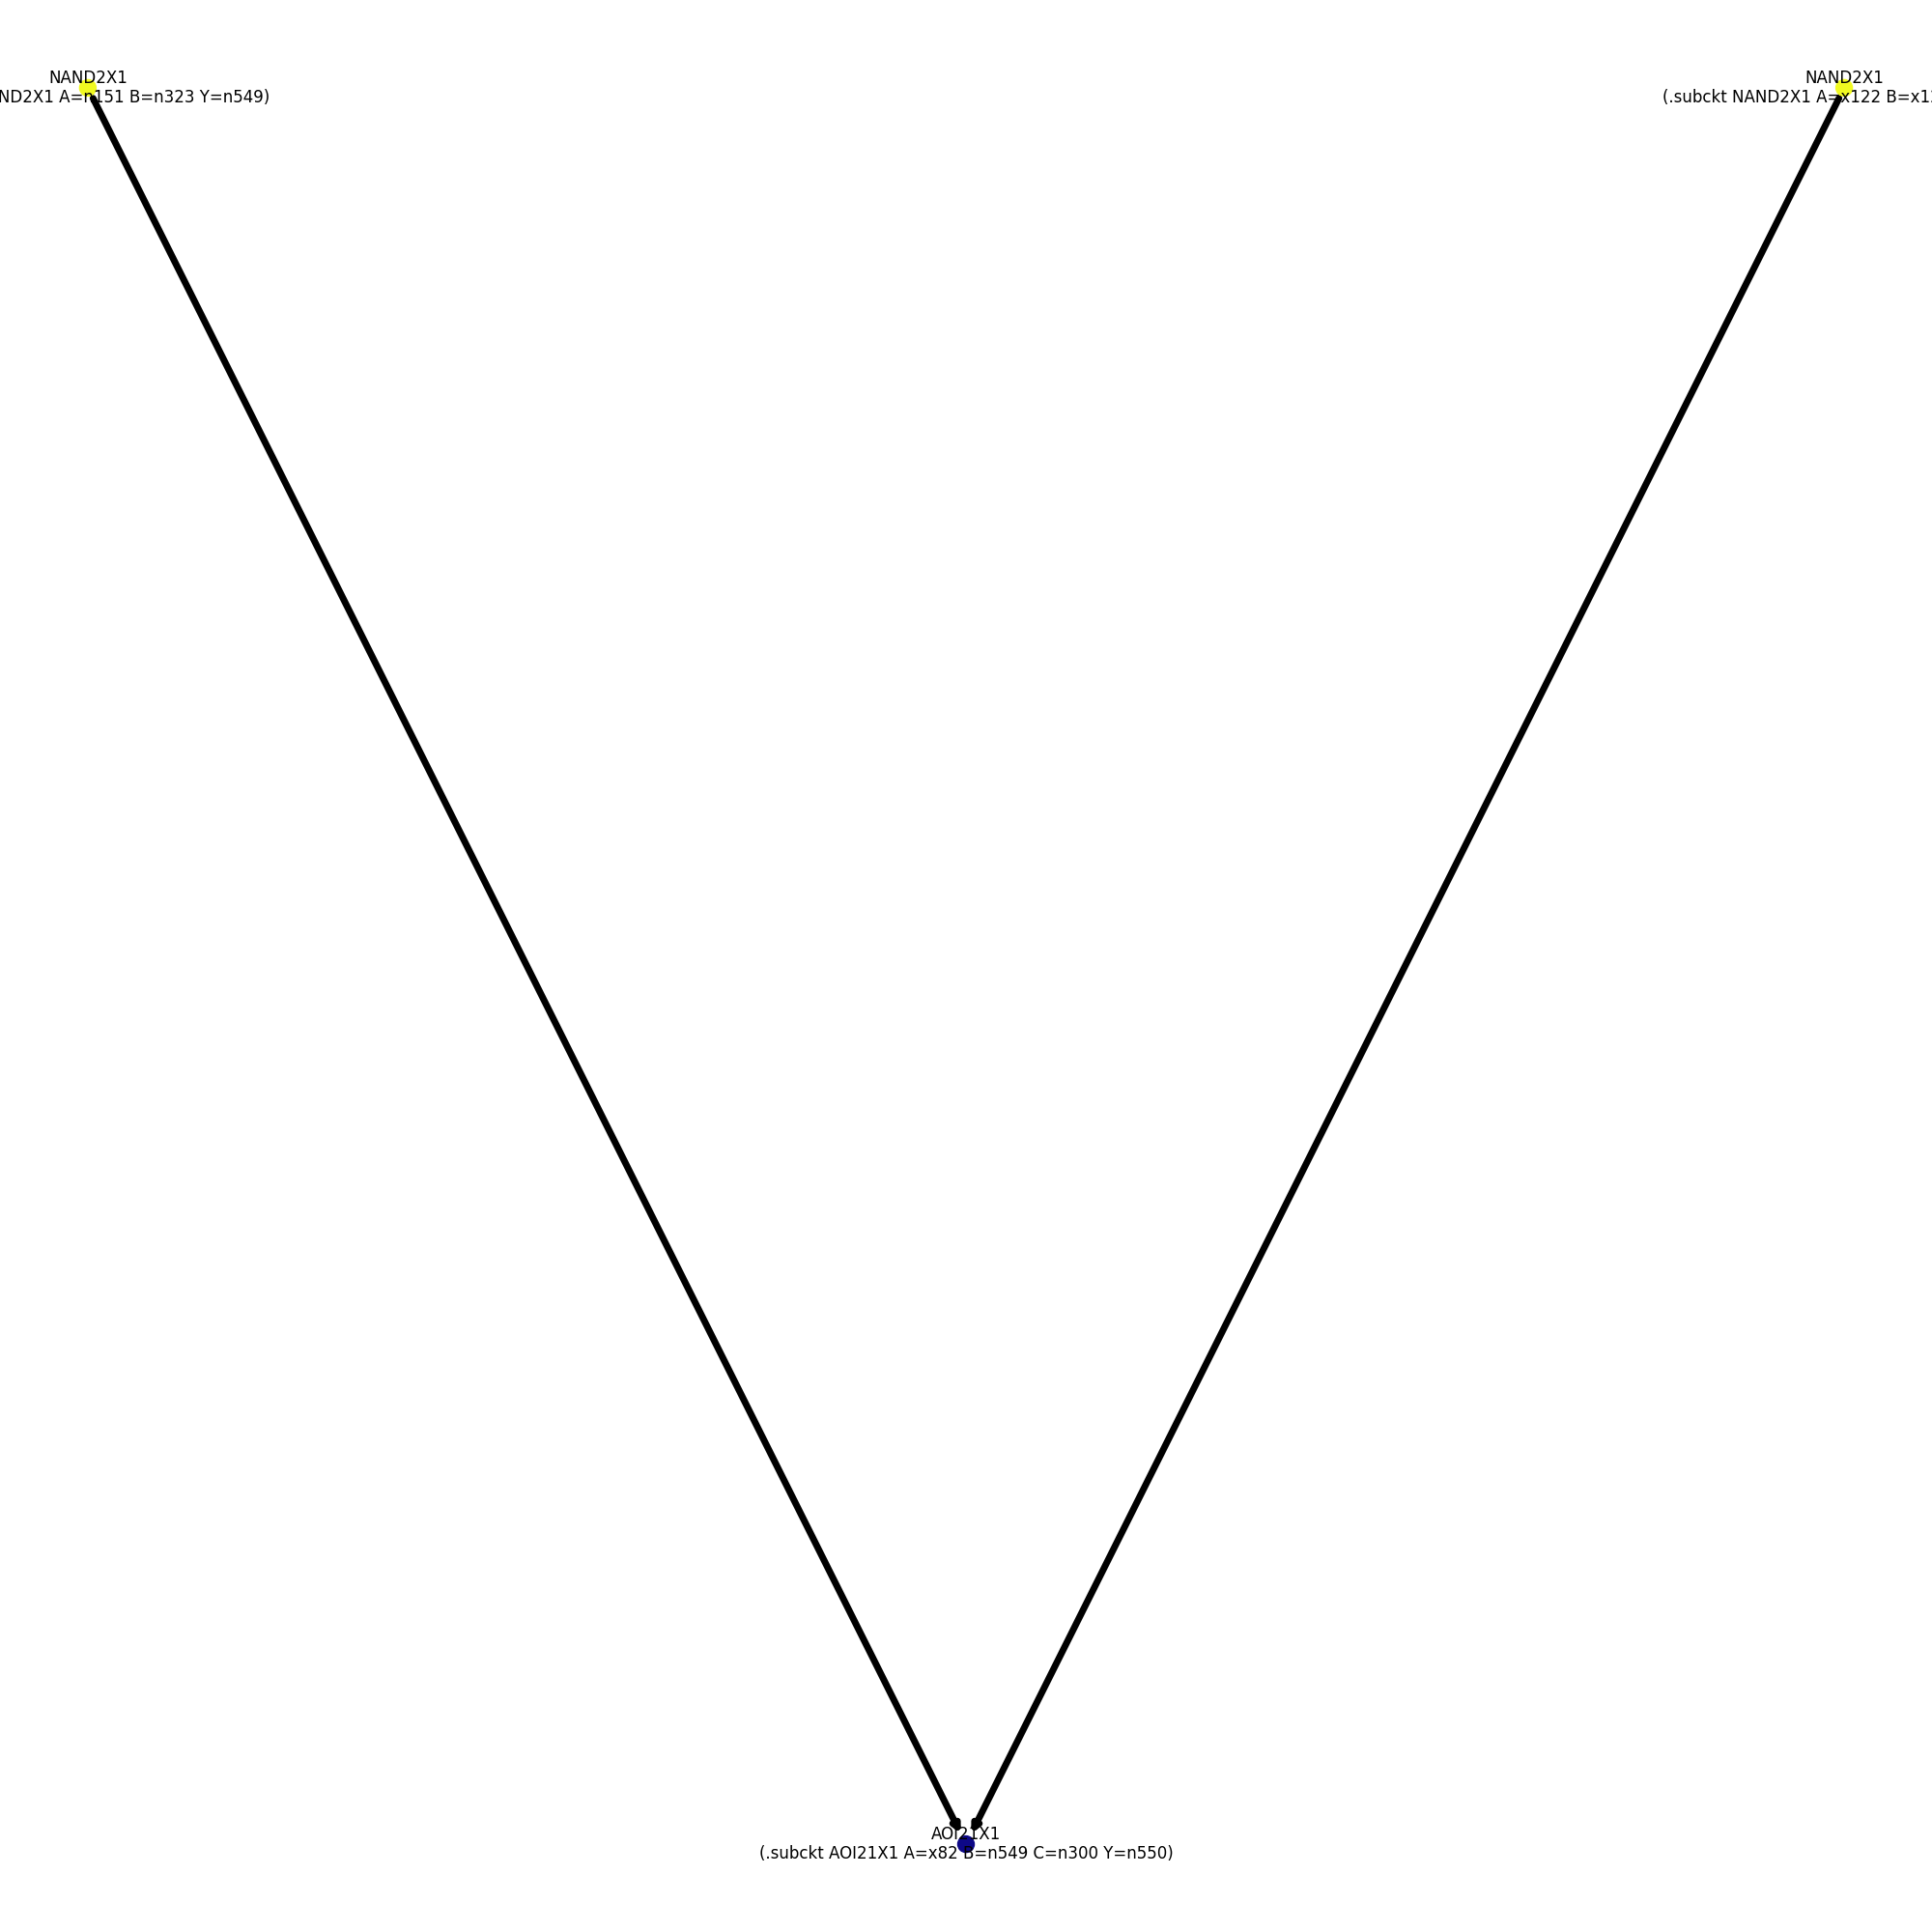 NAND2X1
ND2X1 A=n151 B=n323 Y=n549)
NAND2X1
(.subckt NAND2X1 A=x122 B=x1
AOI21X1
(.subckt AOI21X1 A=x82 B=n549 C=n300 Y=n550)